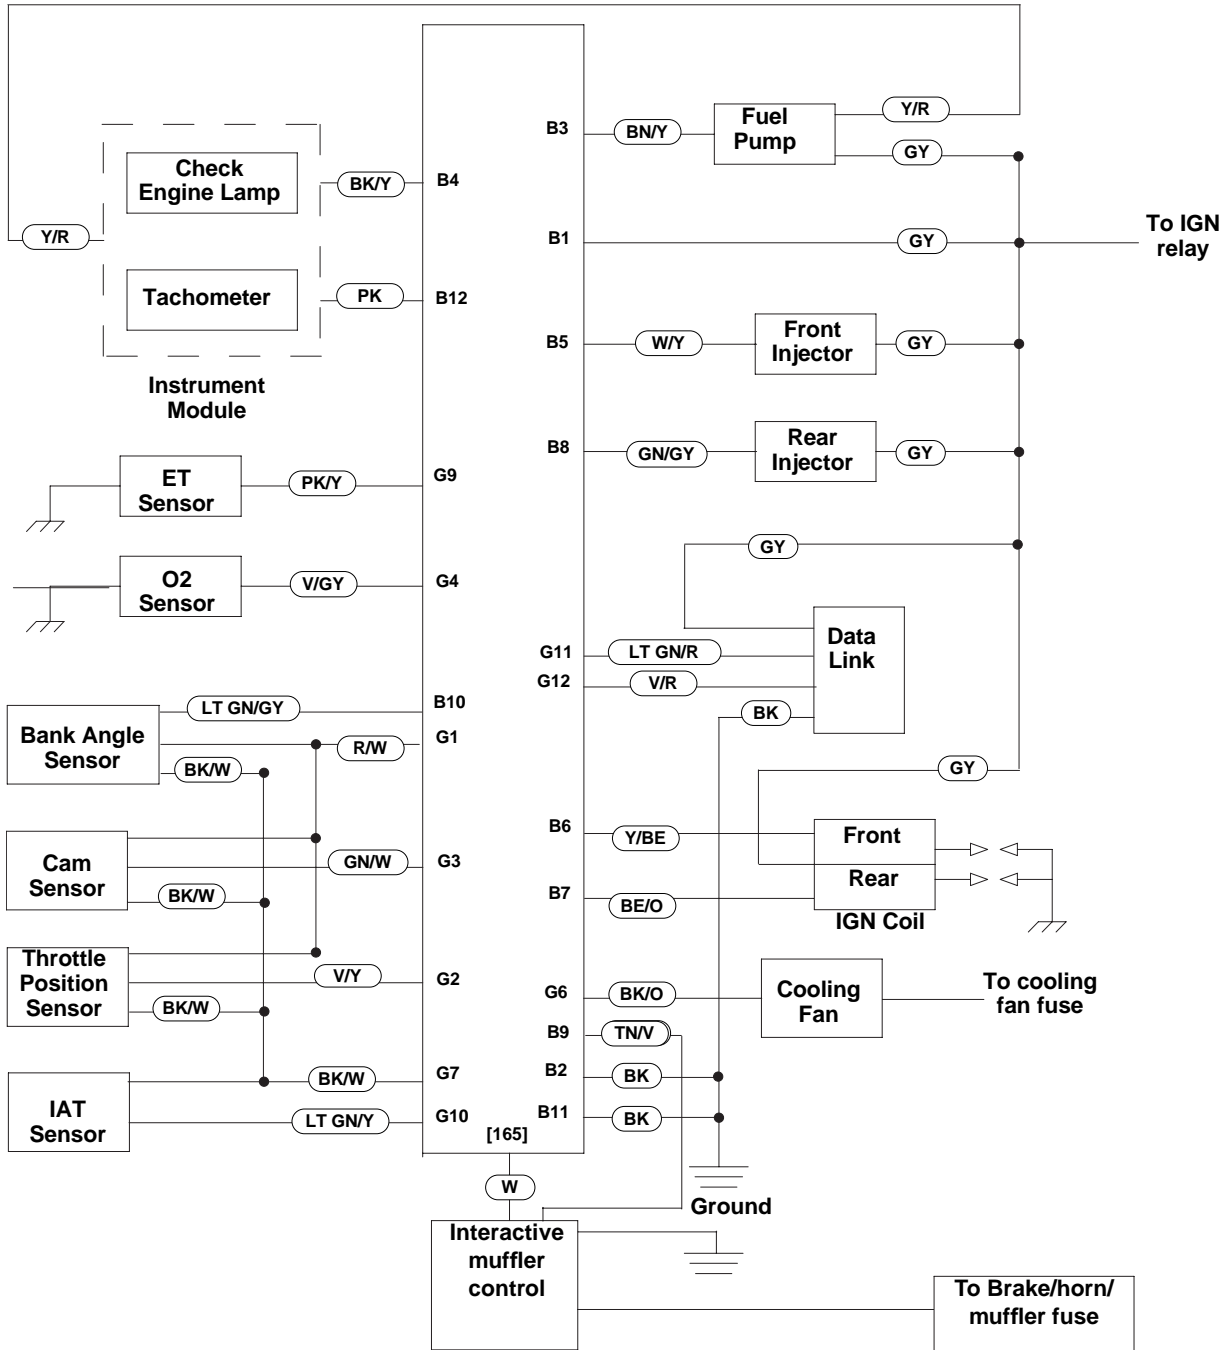 B3
BN/Y
Fuel
Pump
Y/R
GY
Check
Engine Lamp
BK/Y
B4
Y/R
B1
GY
To IGN
relay
Tachometer
PK
B12
B5
W/Y
Front
Injector
GY
Instrument
Module
B8
GN/GY
Rear
Injector
GY
ET
Sensor
PK/Y
G9
GY
O2
Sensor
V/GY
G4
Data
Link
G11
LT GN/R
G12
V/R
BK
LT GN/GY
B10
Bank Angle
Sensor
R/W
G1
BK/W
GY
B6
Y/BE
Front
Cam
Sensor
GN/W
G3
BK/W
B7
BE/O
Rear
IGN Coil
Throttle
Position
Sensor
V/Y
G2
BK/W
G6
BK/O
Cooling
Fan
To cooling
fan fuse
B9
TN/V
IAT
Sensor
BK/W
G7
B2
BK
LT GN/Y
G10
B11
BK
[165]
W
Ground
Interactive
muffler
control
To Brake/horn/
muffler fuse